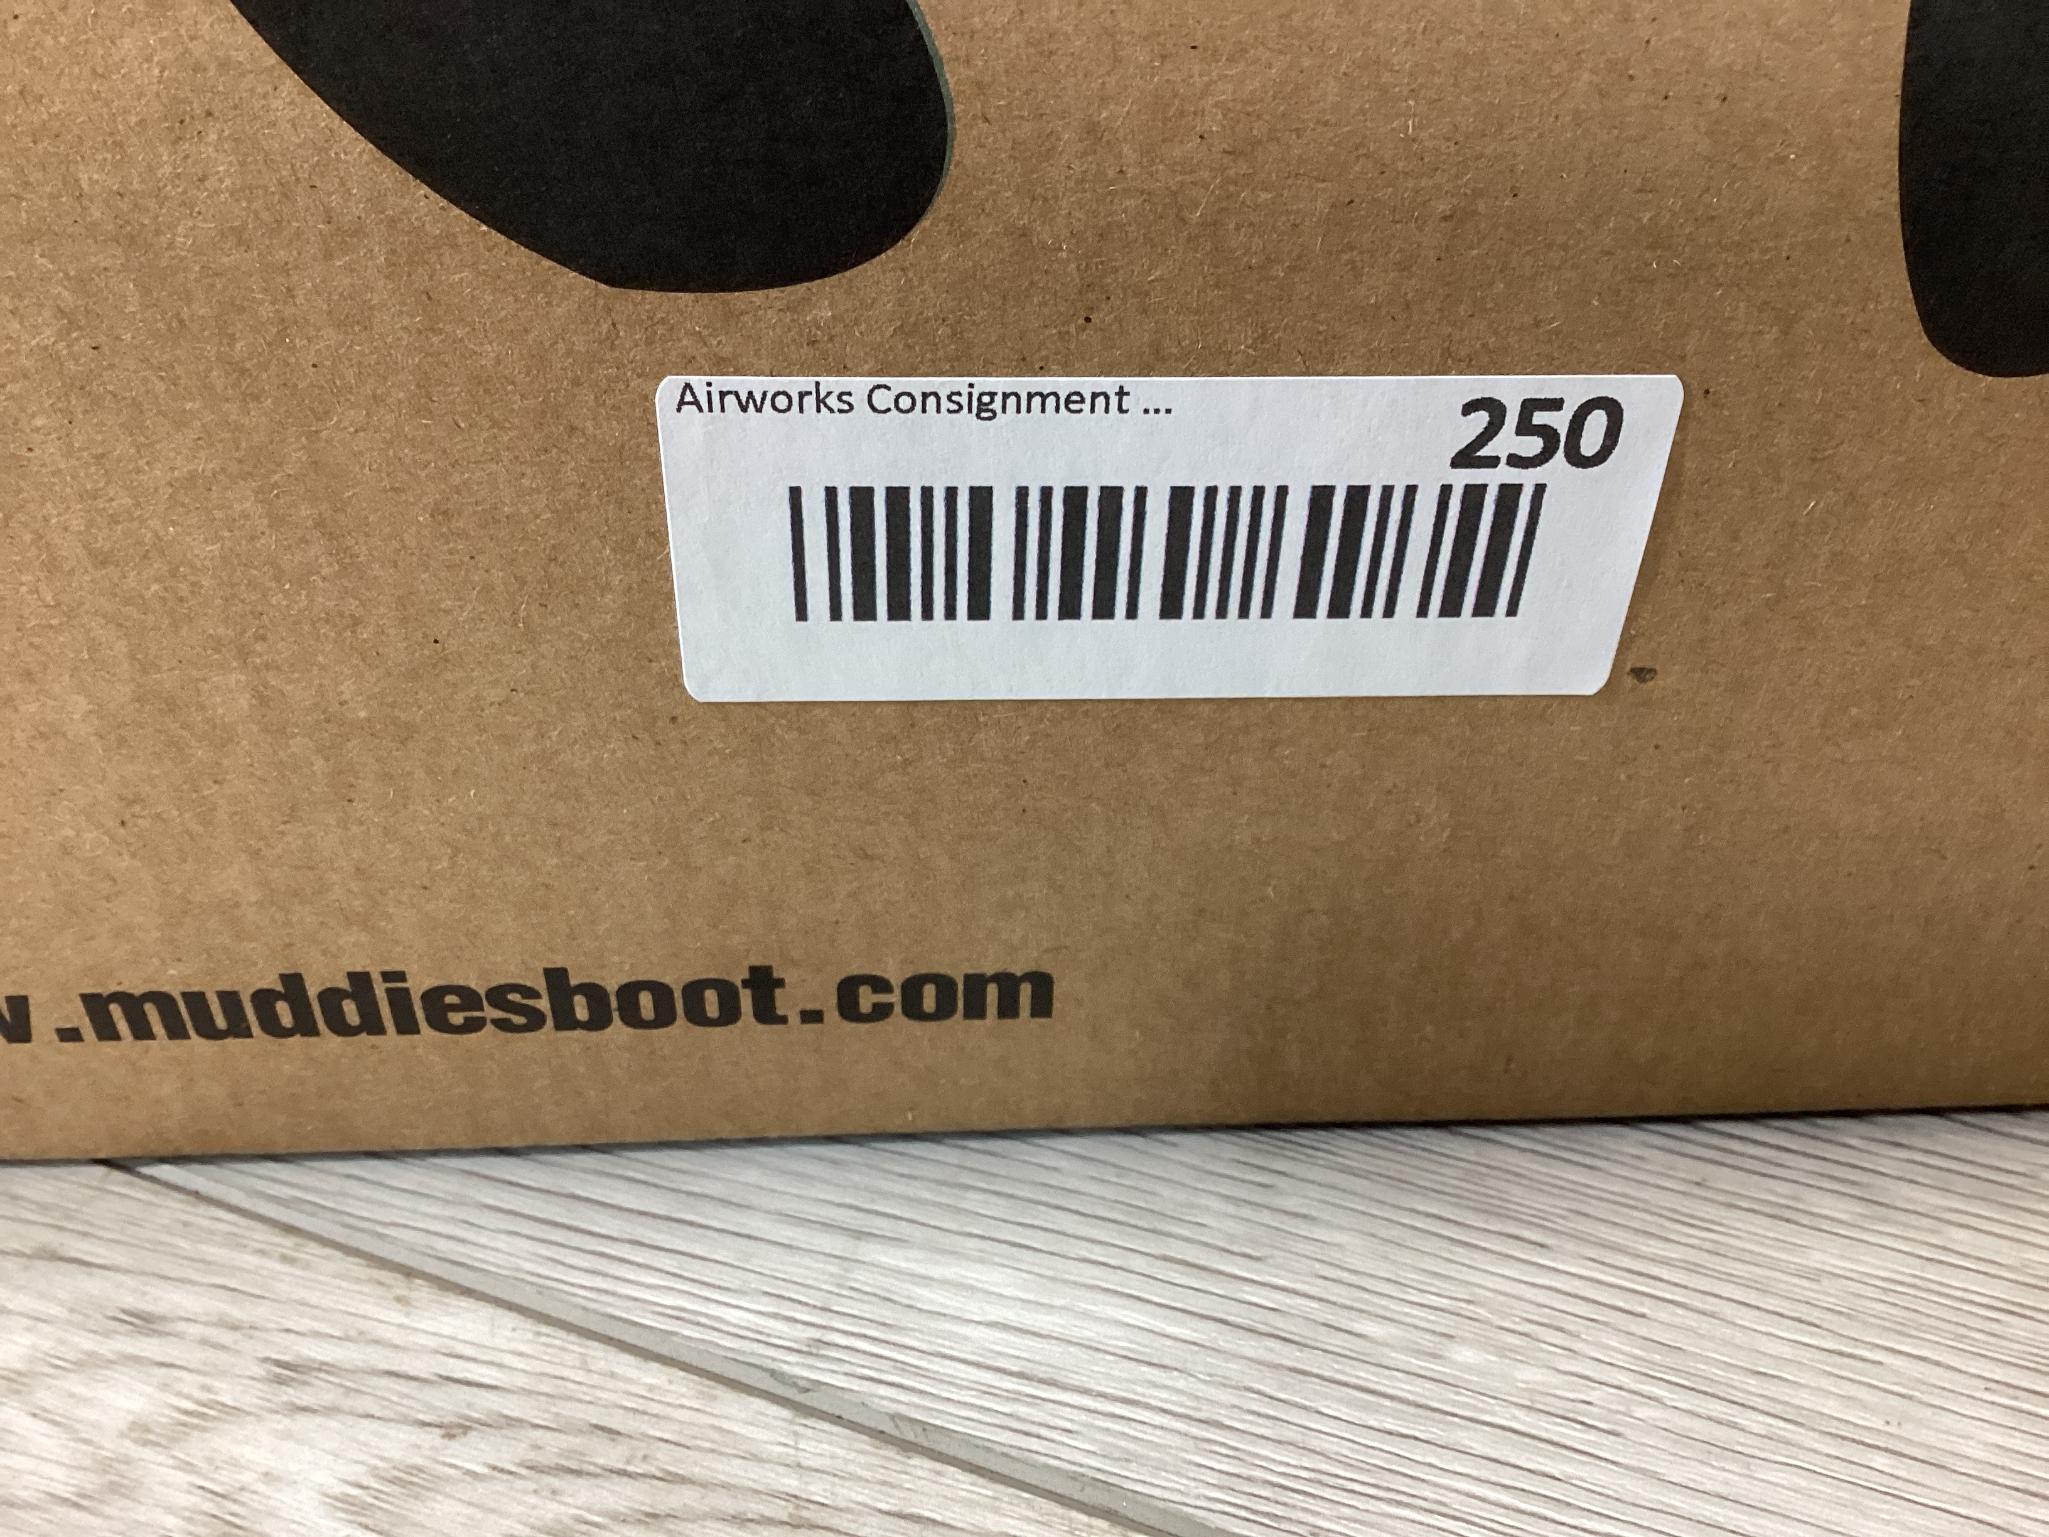 Airworks Consignment ...
250
.muddiesboot.com